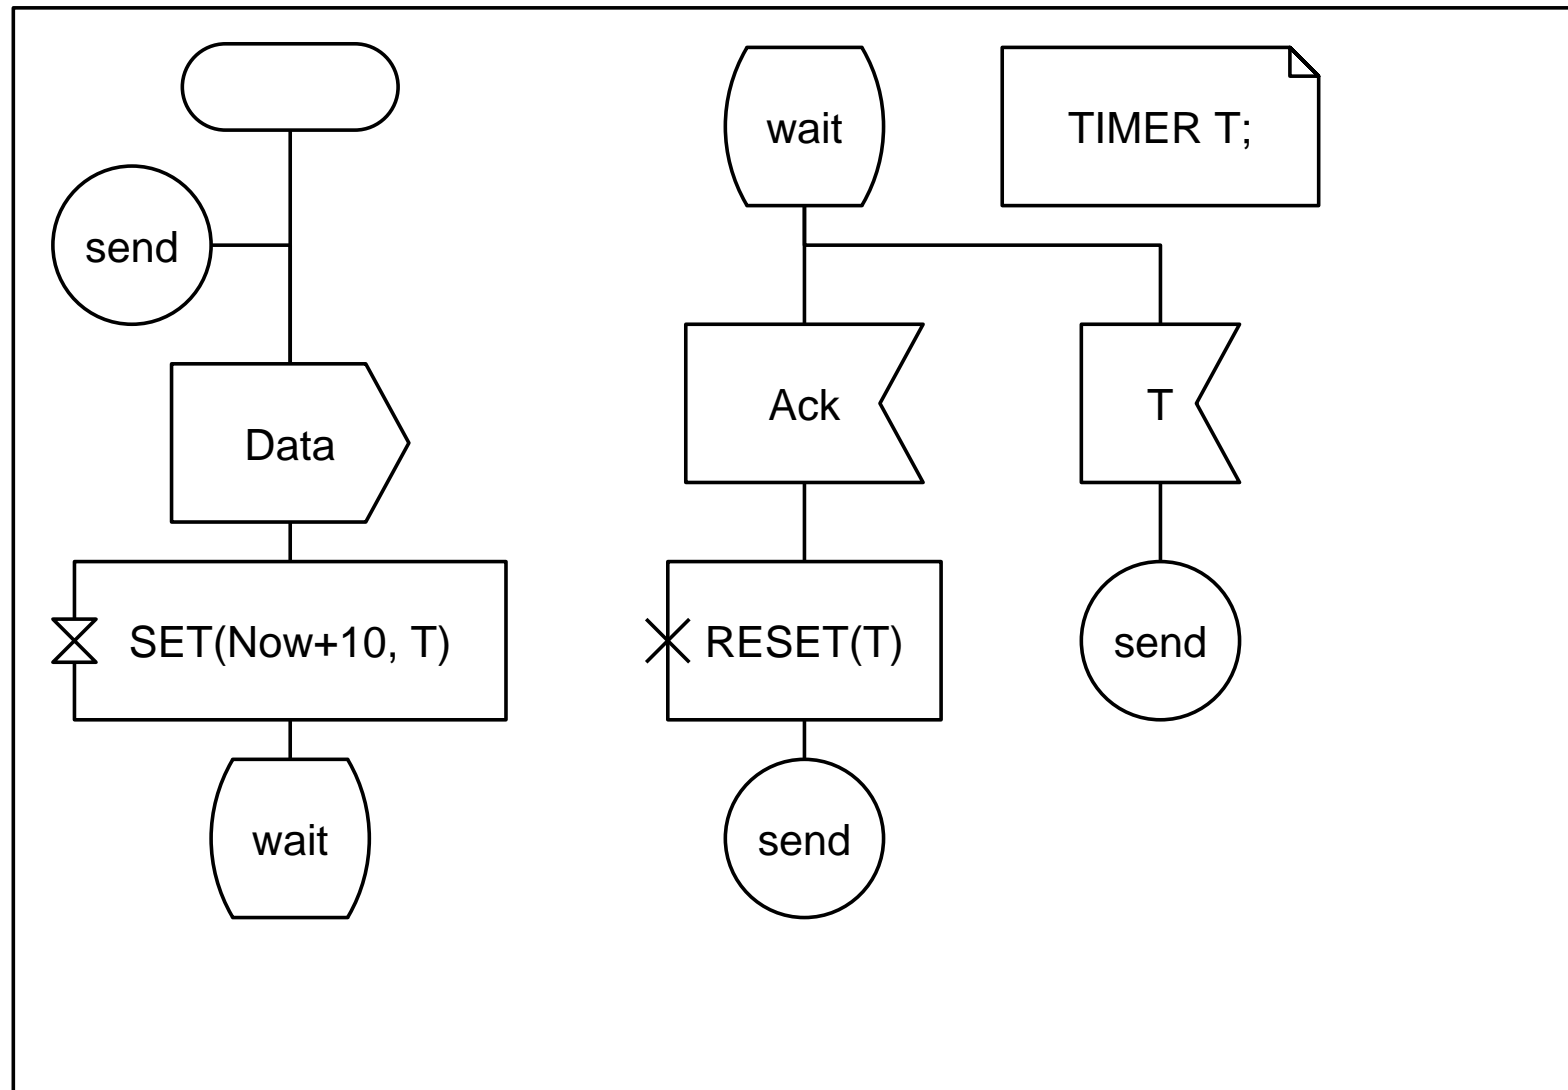 send
Data
SET(Now+10, T)
wait
wait
Ack
RESET(T)
send
T
send
TIMER T;